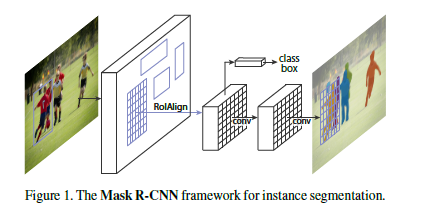 class
box
RoIAlign
conv
conv
Figure 1. The Mask R-CNN framework for instance segmentation.